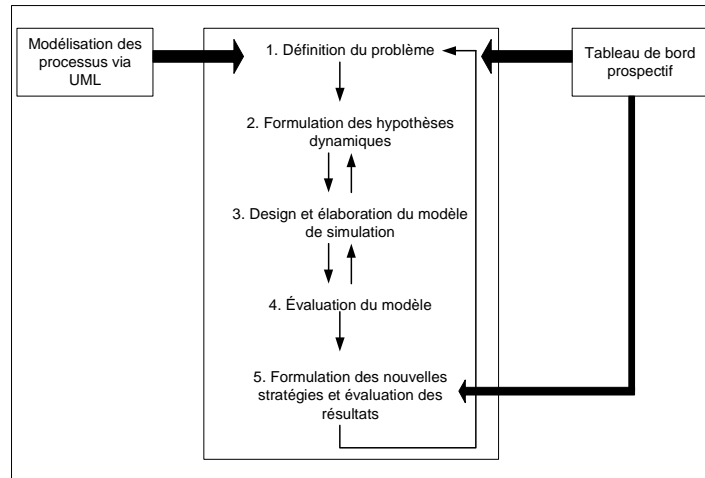 Modélisation des
processus via
UML
1. Définition du problème
Tableau de bord
prospectif
2. Formulation des hypothèses
dynamiques
3. Design et élaboration du modèle
de simulation
4. Évaluation du modèle
5. Formulation des nouvelles
stratégies et évaluation des
résultats